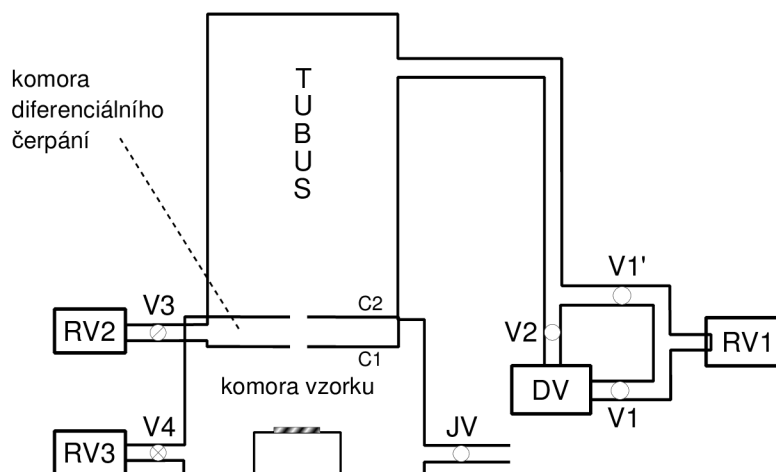 komora
diferenciálního
čerpání
T
U
B
U
S
V1'
V3
C2
RV2
V2
RV1
C1
komora vzorku
DV
V1
V4
JV
RV3